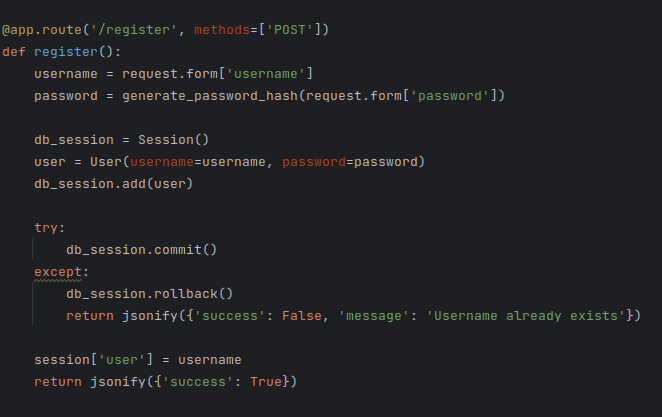 @app.route('/register', methods=['POST'])
def register():
    username = request.form['username']
    password = generate_password_hash(request.form['password'])

    db_session = Session()
    user = User(username=username, password=password)
    db_session.add(user)

    try:
        db_session.commit()
    except:
        db_session.rollback()
        return jsonify({'success': False, 'message': 'Username already exists'})

    session['user'] = username
    return jsonify({'success': True})